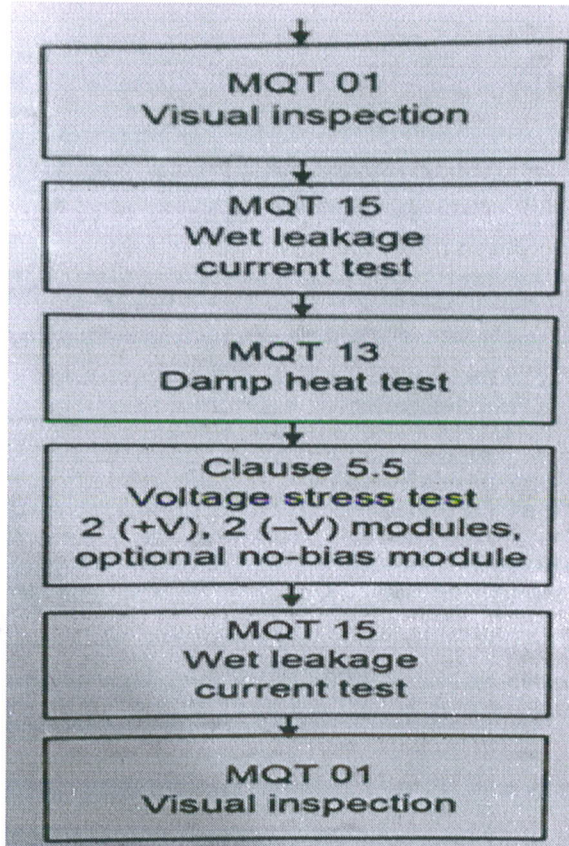 MQT 01
Visual inspection
MQT 15
Wet leakage
current test
MQT 13
Damp heat test
Clause 5.5
Voltage stress test
2 (+V), 2 (–V) modules,
optional no-bias module
MQT 15
Wet leakage
current test
MQT 01
Visual inspection